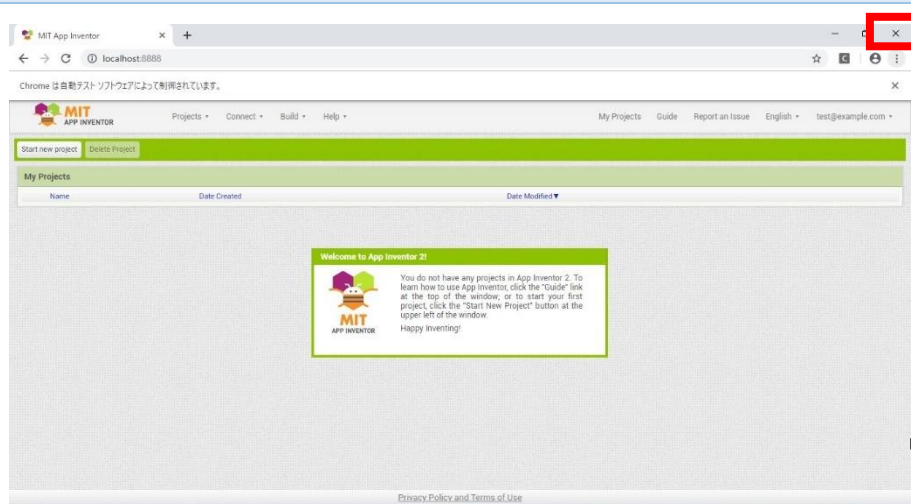 MIT App Inventor
localhost:8888
Chrome は自動テスト ソフトウェアによって制御されています。
MIT
APP INVENTOR
Projects
Connect
Build
Help
My Projects
Guide
Report an Issue
English
test@example.com
Start new project
Delete Project
My Projects
Name
Date Created
Date Modified
Welcome to App Inventor 2!
You do not have any projects in App Inventor 2. To
learn how to use App Inventor, click the "Guide" link
at the top of the window; or to start your first
project, click the "Start New Project" button at the
upper left of the window.
Happy Inventing!
MIT
APP INVENTOR
Privacy Policy and Terms of Use